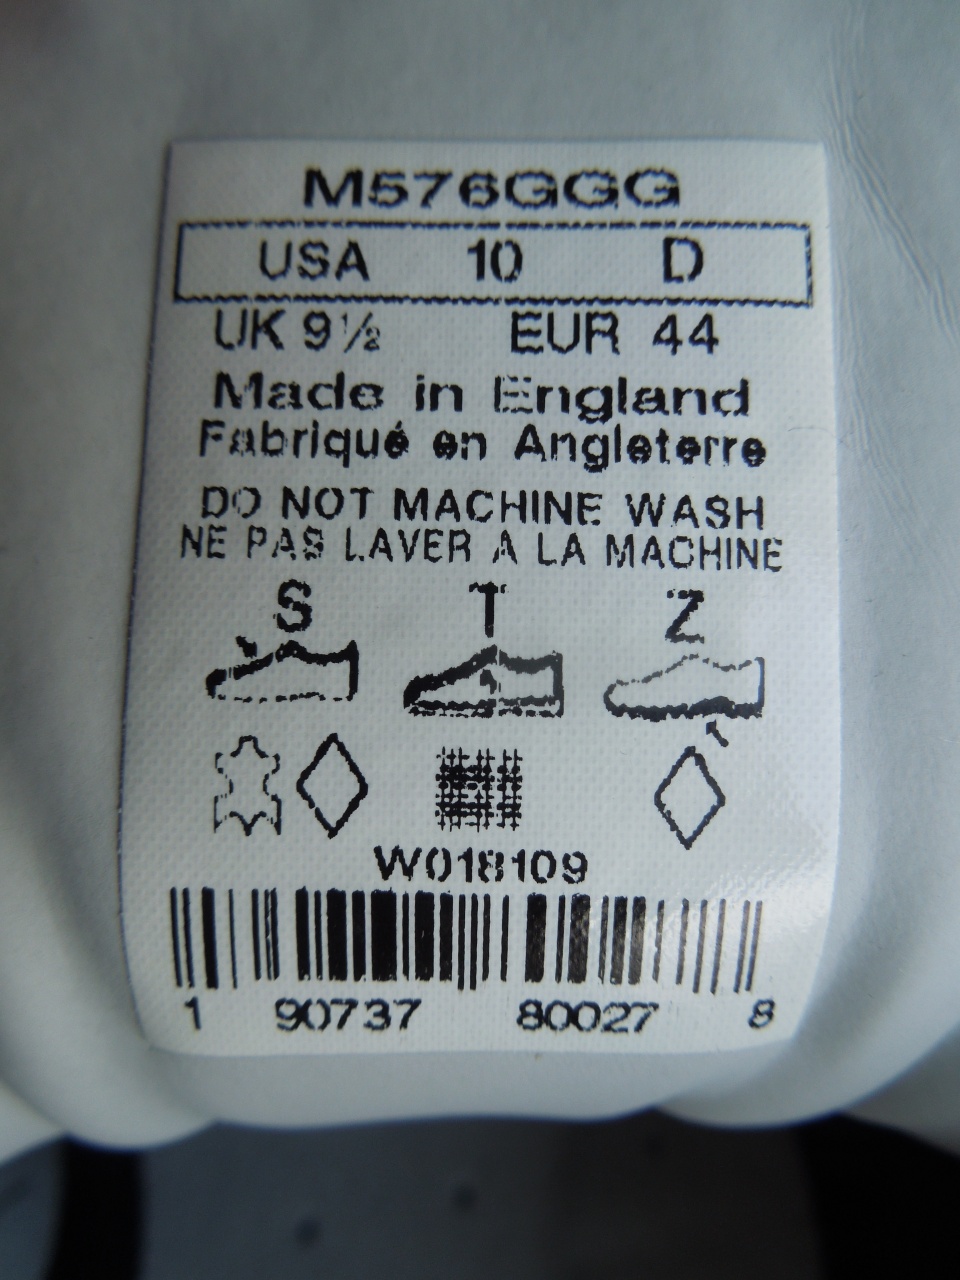 M576GGG
USA 10 D
UK 9½ EUR 44
Made in England
Fabriqué en Angleterre
DO NOT MACHINE WASH
NE PAS LAVER A LA MACHINE
S T Z
W018109
1 90737 80027 8